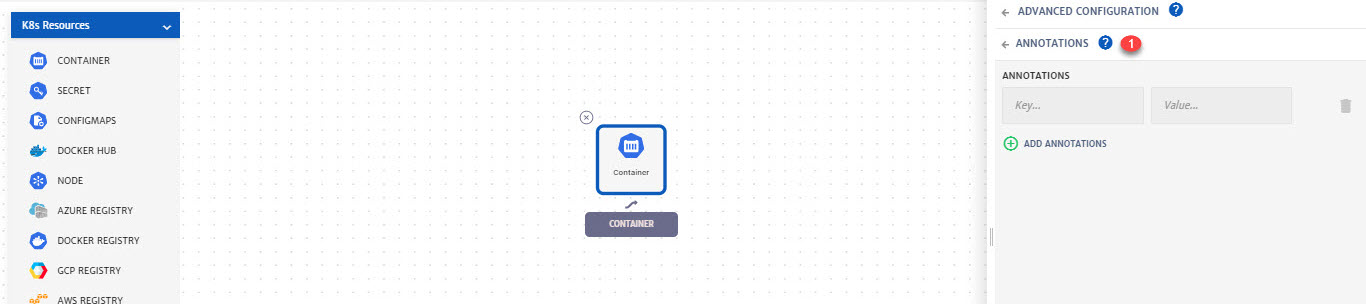 K8s Resources
CONTAINER
SECRET
CONFIGMAPS
DOCKER HUB
NODE
AZURE REGISTRY
DOCKER REGISTRY
GCP REGISTRY
AWS REGISTRY
Container
CONTAINER
ADVANCED CONFIGURATION ?
ANNOTATIONS ? 1
ANNOTATIONS
Key... Value...
ADD ANNOTATIONS